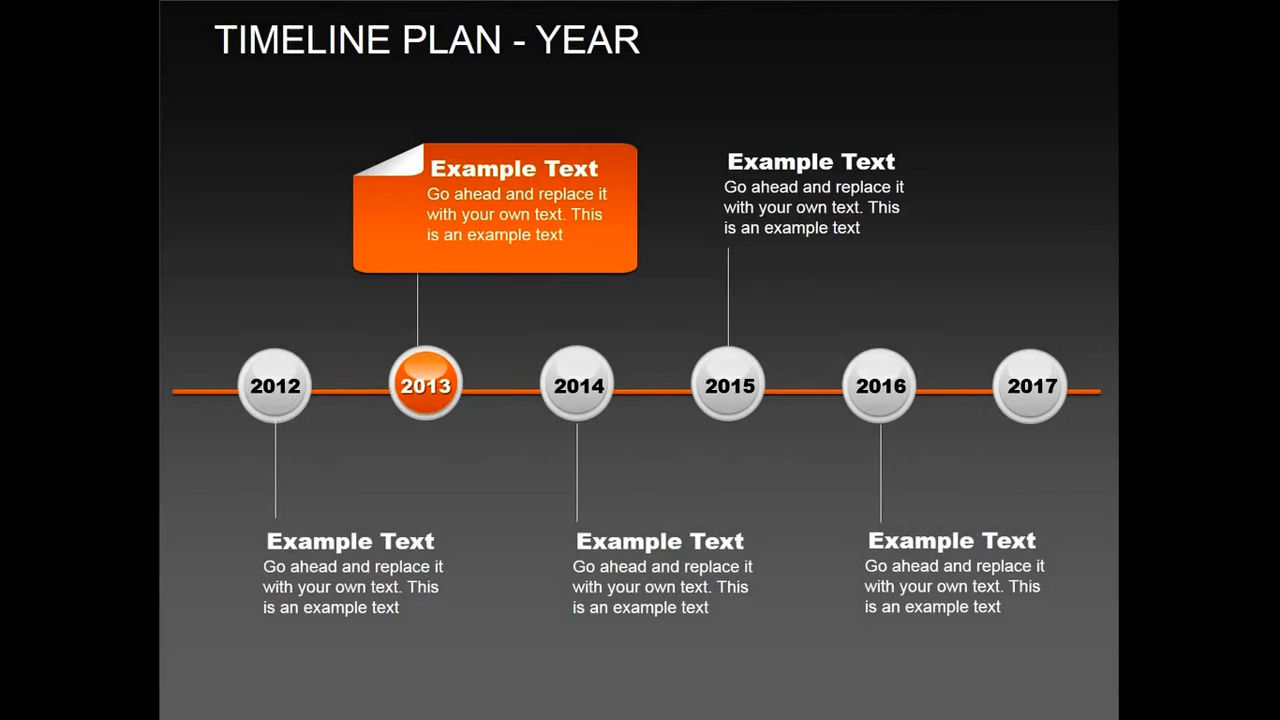 TIMELINE PLAN - YEAR
Example Text
Go ahead and replace it
with your own text. This
is an example text
Example Text
Go ahead and replace it
with your own text. This
is an example text
2012
2013
2014
2015
2016
2017
Example Text
Go ahead and replace it
with your own text. This
is an example text
Example Text
Go ahead and replace it
with your own text. This
is an example text
Example Text
Go ahead and replace it
with your own text. This
is an example text